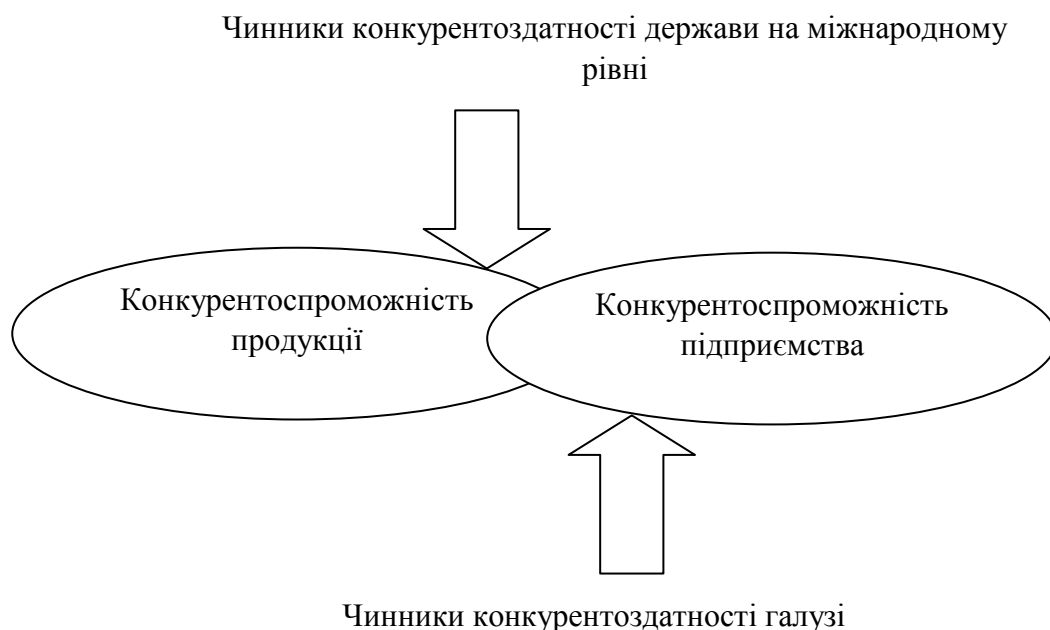 Чинники конкурентоздатності держави на міжнародному
рівні
Конкурентоспроможність
продукції
Конкурентоспроможність
підприємства
Чинники конкурентоздатності галузі